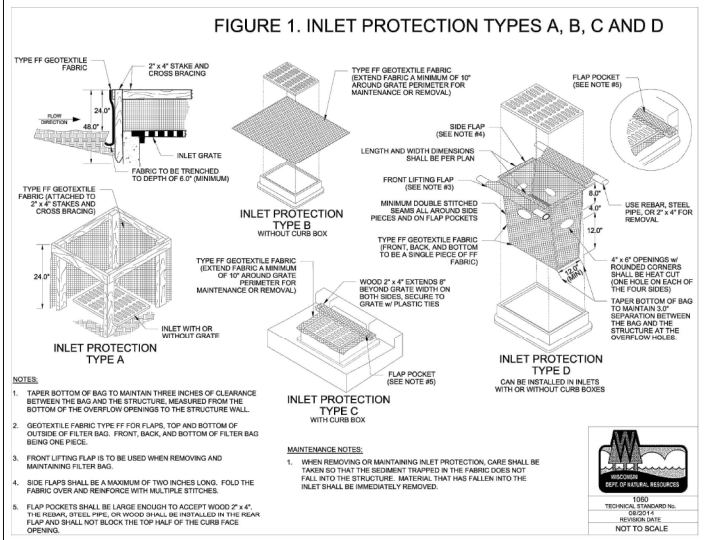 FIGURE 1. INLET PROTECTION TYPES A, B, C AND D
TYPE FF GEOTEXTILE
FABRIC
2" x 4" STAKE AND
CROSS BRACING
24.0"
48.0"
FLOW
DIRECTION
INLET GRATE
FABRIC TO BE TRENCHED
TO DEPTH OF 6.0" (MINIMUM)
TYPE FF GEOTEXTILE
FABRIC (ATTACHED TO
2" x 4" STAKES AND
CROSS BRACING)
24.0"
INLET WITH OR
WITHOUT GRATE
INLET PROTECTION
TYPE A
TYPE FF GEOTEXTILE FABRIC
(EXTEND FABRIC A MINIMUM OF 10"
AROUND GRATE PERIMETER FOR
MAINTENANCE OR REMOVAL)
INLET PROTECTION
TYPE B
WITHOUT CURB BOX
TYPE FF GEOTEXTILE FABRIC
(EXTEND FABRIC A MINIMUM
OF 10" AROUND GRATE
PERIMETER FOR
MAINTENANCE OR REMOVAL)
WOOD 2" x 4" EXTENDS 8"
BEYOND GRATE WIDTH ON
BOTH SIDES, SECURE TO
GRATE w/ PLASTIC TIES
FLAP POCKET
(SEE NOTE #5)
INLET PROTECTION
TYPE C
WITH CURB BOX
FLAP POCKET
(SEE NOTE #5)
SIDE FLAP
(SEE NOTE #4)
LENGTH AND WIDTH DIMENSIONS
SHALL BE PER PLAN
FRONT LIFTING FLAP
(SEE NOTE #3)
MINIMUM DOUBLE STITCHED
SEAMS ALL AROUND SIDE
PIECES AND ON FLAP POCKETS
TYPE FF GEOTEXTILE FABRIC
(FRONT, BACK, AND BOTTOM
TO BE A SINGLE PIECE OF FF
FABRIC)
8.0"
4.0"
12.0"
12.0"
(MIN)
USE REBAR, STEEL
PIPE, OR 2" x 4" FOR
REMOVAL
4" x 6" OPENINGS w/
ROUNDED CORNERS
SHALL BE HEAT CUT
(ONE HOLE ON EACH OF
THE FOUR SIDES)
TAPER BOTTOM OF BAG
TO MAINTAIN 3.0"
SEPARATION BETWEEN
THE BAG AND THE
STRUCTURE AT THE
OVERFLOW HOLES.
INLET PROTECTION
TYPE D
CAN BE INSTALLED IN INLETS
WITH OR WITHOUT CURB BOXES
NOTES:
1. TAPER BOTTOM OF BAG TO MAINTAIN THREE INCHES OF CLEARANCE
BETWEEN THE BAG AND THE STRUCTURE, MEASURED FROM THE
BOTTOM OF THE OVERFLOW OPENINGS TO THE STRUCTURE WALL.
2. GEOTEXTILE FABRIC TYPE FF FOR FLAPS, TOP AND BOTTOM OF
OUTSIDE OF FILTER BAG. FRONT, BACK, AND BOTTOM OF FILTER BAG
BEING ONE PIECE.
3. FRONT LIFTING FLAP IS TO BE USED WHEN REMOVING AND
MAINTAINING FILTER BAG.
4. SIDE FLAPS SHALL BE A MAXIMUM OF TWO INCHES LONG. FOLD THE
FABRIC OVER AND REINFORCE WITH MULTIPLE STITCHES.
5. FLAP POCKETS SHALL BE LARGE ENOUGH TO ACCEPT WOOD 2" x 4".
THE REBAR, STEEL PIPE, OR WOOD SHALL BE INSTALLED IN THE REAR
FLAP AND SHALL NOT BLOCK THE TOP HALF OF THE CURB FACE
OPENING.
MAINTENANCE NOTES:
1. WHEN REMOVING OR MAINTAINING INLET PROTECTION, CARE SHALL BE
TAKEN SO THAT THE SEDIMENT TRAPPED IN THE FABRIC DOES NOT
FALL INTO THE STRUCTURE. MATERIAL THAT HAS FALLEN INTO THE
INLET SHALL BE IMMEDIATELY REMOVED.
WISCONSIN
DEPT. OF NATURAL RESOURCES
1060
TECHNICAL STANDARD No.
08/2014
REVISION DATE
NOT TO SCALE